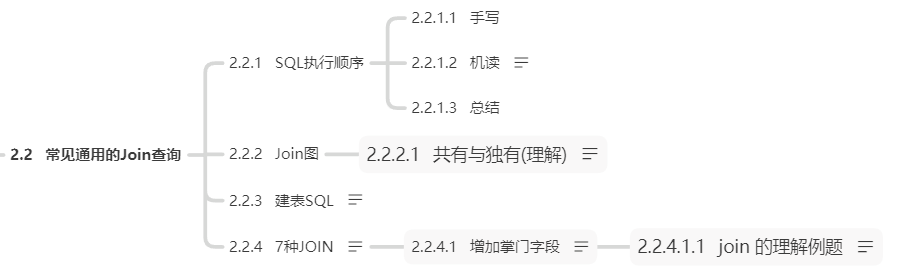 2.2 常见通用的Join查询
2.2.1 SQL执行顺序
2.2.1.1 手写
2.2.1.2 机读
2.2.1.3 总结
2.2.2 Join图
2.2.2.1 共有与独有(理解)
2.2.3 建表SQL
2.2.4 7种JOIN
2.2.4.1 增加掌门字段
2.2.4.1.1 join 的理解例题